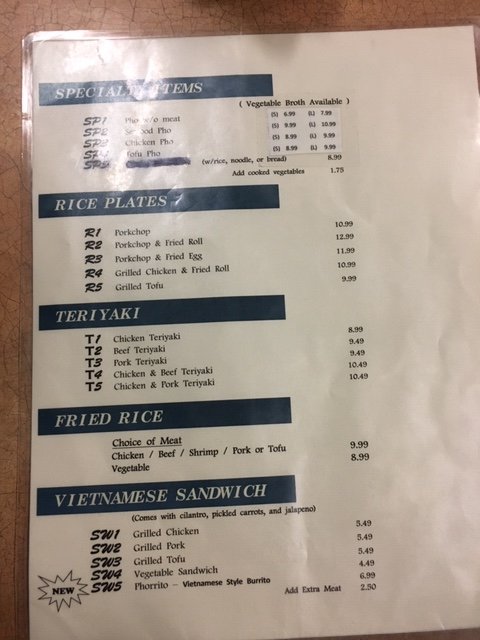 SPECIALTY ITEMS
( Vegetable Broth Available )
SP1 Pho w/o meat (S) 6.99 (L) 7.99
SP2 Seafood Pho (S) 9.99 (L) 10.99
SP3 Chicken Pho (S) 8.99 (L) 9.99
SP4 Tofu Pho (S) 8.99 (L) 9.99
SP5 (w/rice, noodle, or bread) 8.99
Add cooked vegetables 1.75
RICE PLATES
R1 Porkchop 10.99
R2 Porkchop & Fried Roll 12.99
R3 Porkchop & Fried Egg 11.99
R4 Grilled Chicken & Fried Roll 10.99
R5 Grilled Tofu 9.99
TERIYAKI
T1 Chicken Teriyaki 8.99
T2 Beef Teriyaki 9.49
T3 Pork Teriyaki 9.49
T4 Chicken & Beef Teriyaki 10.49
T5 Chicken & Pork Teriyaki 10.49
FRIED RICE
Choice of Meat
Chicken / Beef / Shrimp / Pork or Tofu 9.99
Vegetable 8.99
VIETNAMESE SANDWICH
(Comes with cilantro, pickled carrots, and jalapeno)
SW1 Grilled Chicken 5.49
SW2 Grilled Pork 5.49
SW3 Grilled Tofu 5.49
SW4 Vegetable Sandwich 4.49
NEW SW5 Phorrito – Vietnamese Style Burrito 6.99
Add Extra Meat 2.50